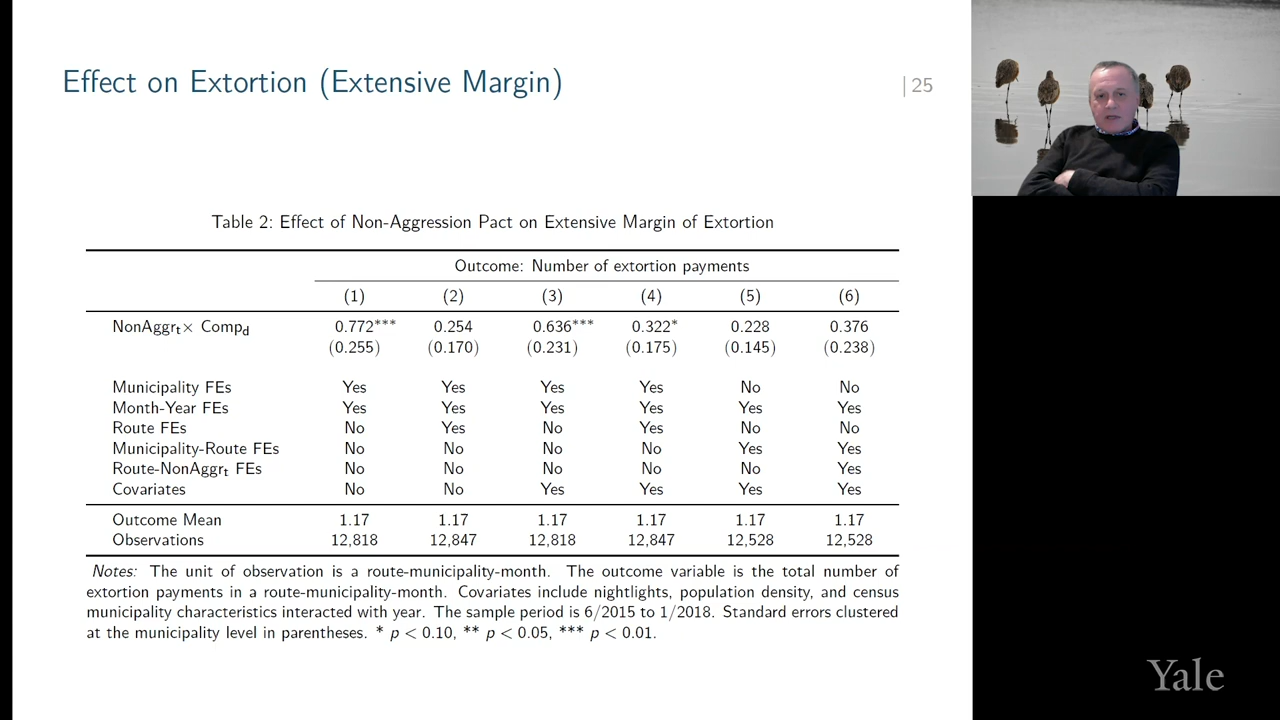 Effect on Extortion (Extensive Margin)
| 25
Table 2: Effect of Non-Aggression Pact on Extensive Margin of Extortion
Outcome: Number of extortion payments
(1) (2) (3) (4) (5) (6)
NonAggrt× Compd 0.772*** 0.254 0.636*** 0.322* 0.228 0.376
(0.255) (0.170) (0.231) (0.175) (0.145) (0.238)
Municipality FEs Yes Yes Yes Yes No No
Month-Year FEs Yes Yes Yes Yes Yes Yes
Route FEs No Yes No Yes No No
Municipality-Route FEs No No No No Yes Yes
Route-NonAggrt FEs No No No No No Yes
Covariates No No Yes Yes Yes Yes
Outcome Mean 1.17 1.17 1.17 1.17 1.17 1.17
Observations 12,818 12,847 12,818 12,847 12,528 12,528
Notes: The unit of observation is a route-municipality-month. The outcome variable is the total number of
extortion payments in a route-municipality-month. Covariates include nightlights, population density, and census
municipality characteristics interacted with year. The sample period is 6/2015 to 1/2018. Standard errors clustered
at the municipality level in parentheses. * p < 0.10, ** p < 0.05, *** p < 0.01.
Yale